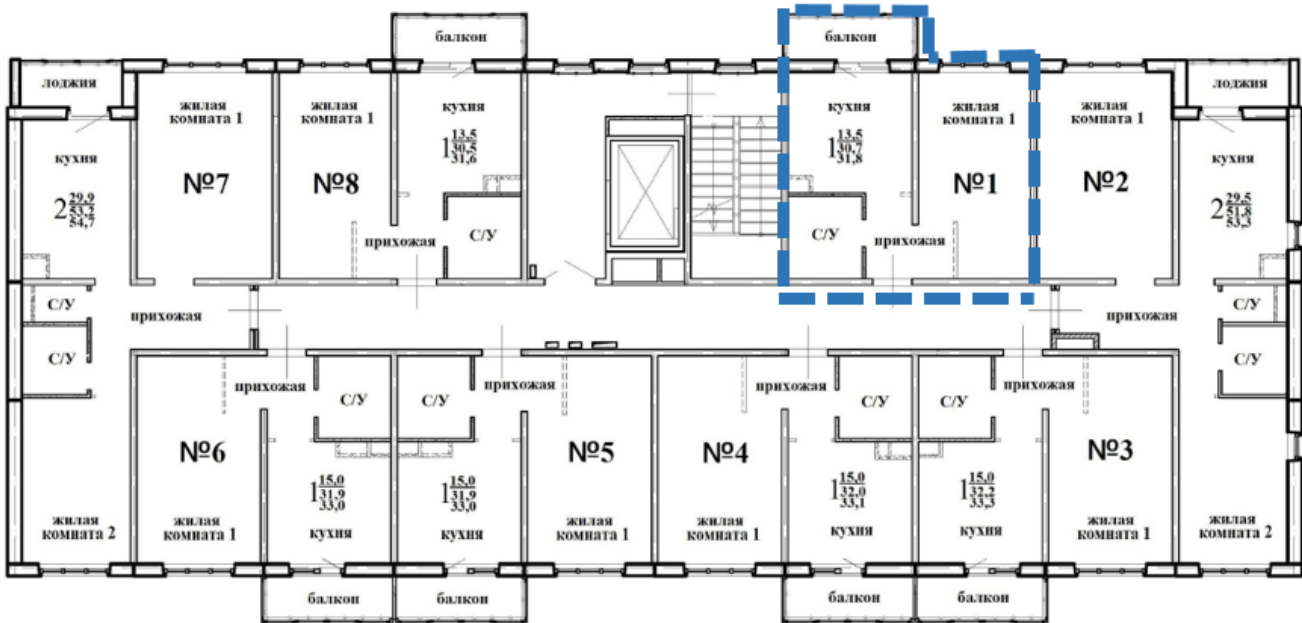 балкон
балкон
лоджия
жилая
комната 1
жилая
комната 1
кухня
1 13,5
30,5
31,6
кухня
1 13,5
30,7
31,8
жилая
комната 1
жилая
комната 1
лоджия
кухня
2 29,9
53,2
54,7
№7
№8
№1
№2
кухня
2 29,5
51,8
53,3
прихожая
С/У
С/У
прихожая
С/У
прихожая
прихожая
С/У
С/У
С/У
прихожая
С/У
С/У
прихожая
прихожая
С/У
С/У
прихожая
№6
№5
№4
№3
1 15,0
31,9
33,0
1 15,0
31,9
33,0
1 15,0
32,0
33,1
1 15,0
32,2
33,3
жилая
комната 2
жилая
комната 1
кухня
кухня
жилая
комната 1
жилая
комната 1
кухня
кухня
жилая
комната 1
жилая
комната 2
балкон
балкон
балкон
балкон